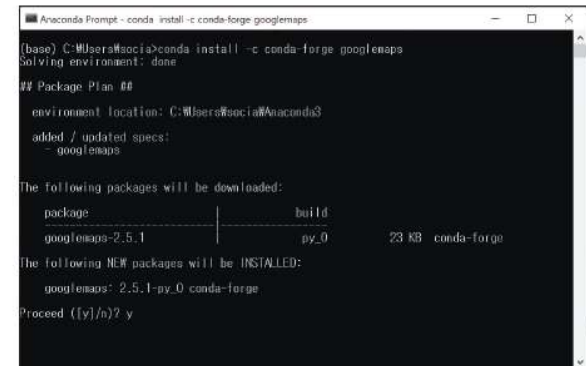 Anaconda Prompt - conda install -c conda-forge googlemaps
(base) C:₩Users₩socia>conda install -c conda-forge googlemaps
Solving environment: done
## Package Plan ##
environment location: C:₩Users₩socia₩Anaconda3
added / updated specs:
- googlemaps
The following packages will be downloaded:
package | build
---------------------------|-----------------
googlemaps-2.5.1 | py_0 23 KB conda-forge
The following NEW packages will be INSTALLED:
googlemaps: 2.5.1-py_0 conda-forge
Proceed ([y]/n)? y